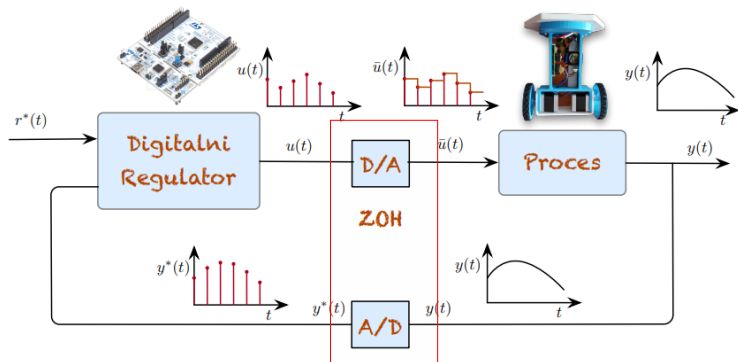 u(t)
t
ū(t)
t
y(t)
t
r*(t)
Digitalni
Regulator
u(t)
D/A
ū(t)
Proces
y(t)
ZOH
y*(t)
t
y(t)
t
y*(t)
A/D
y(t)